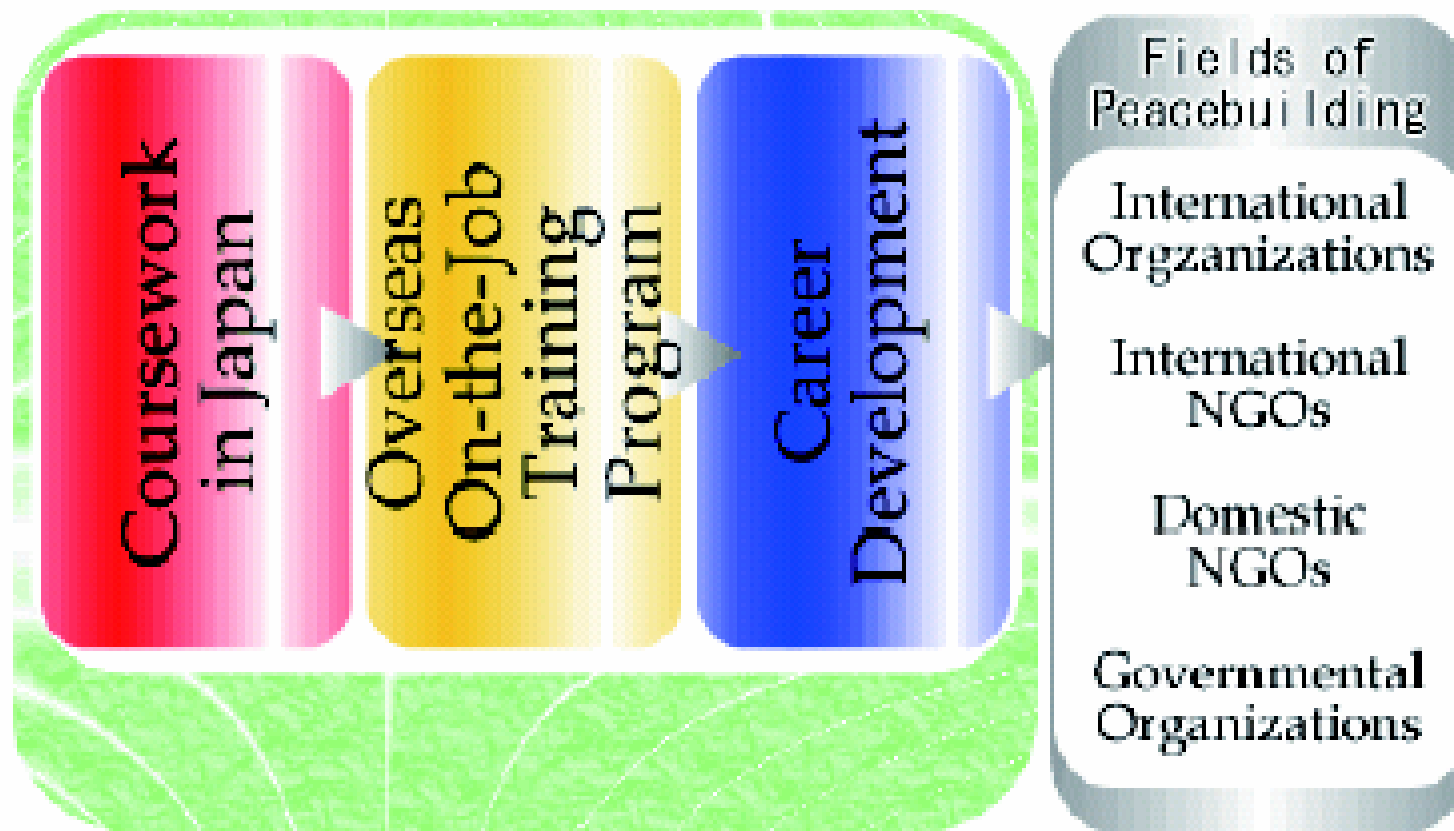 Coursework
in Japan
Overseas
On-the-Job
Training
Program
Career
Development
Fields of
Peacebuilding
International
Orgzanizations
International
NGOs
Domestic
NGOs
Governmental
Organizations